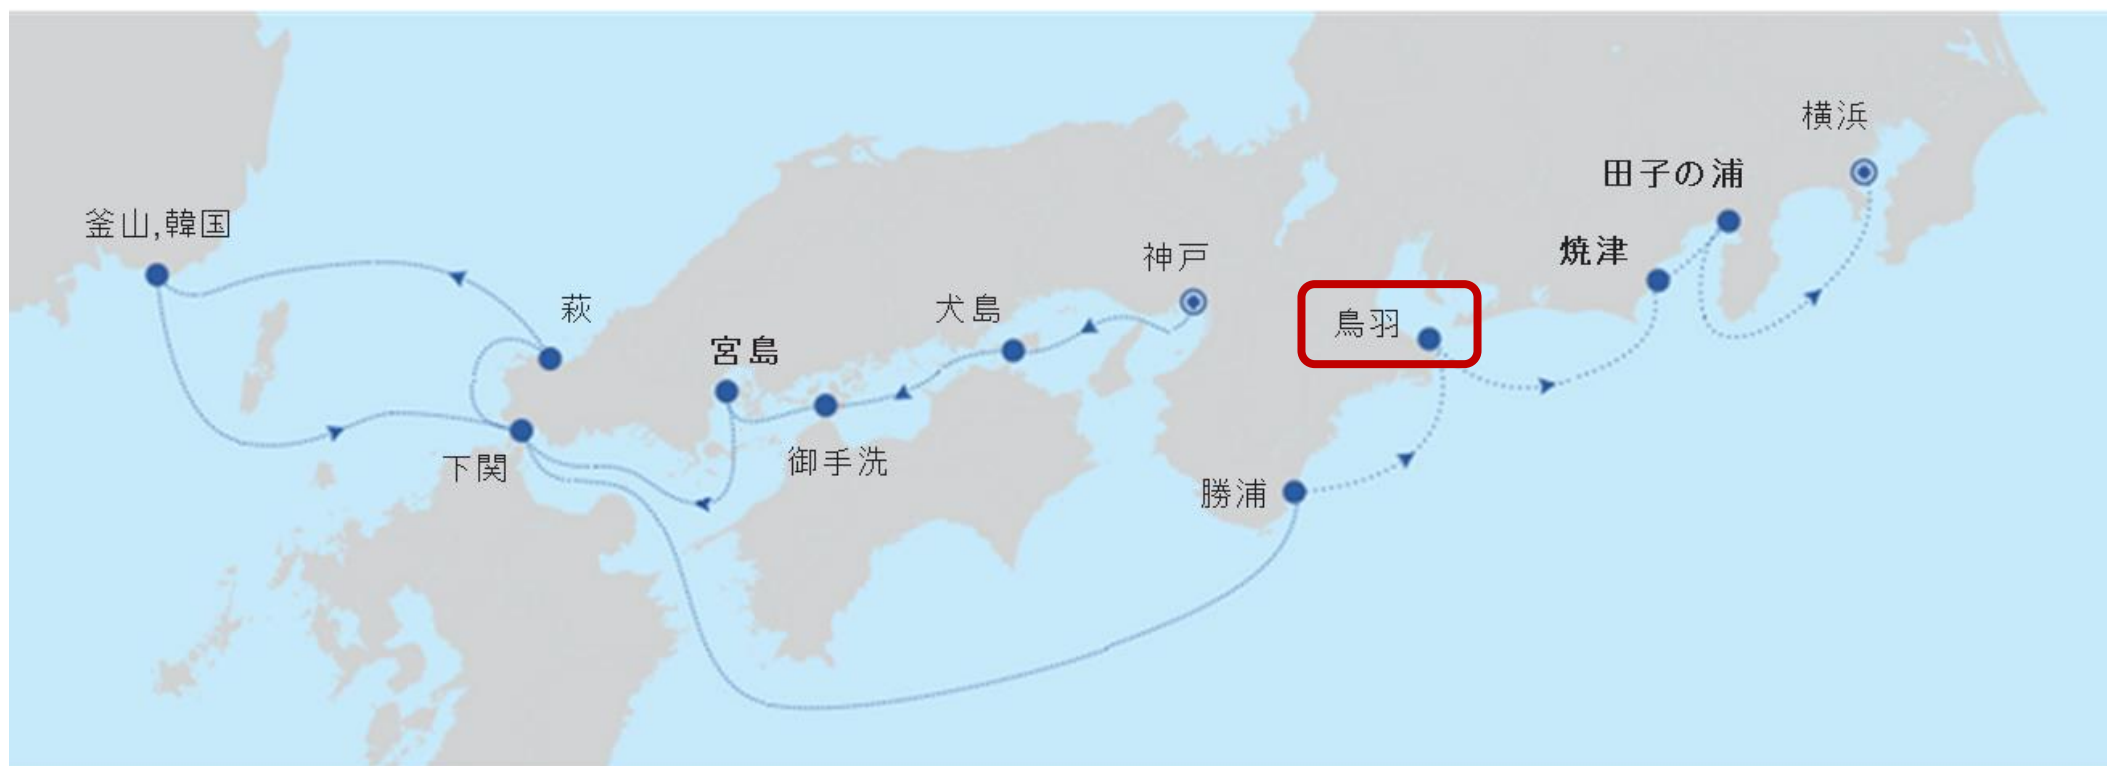 横浜
田子の浦
釜山,韓国
焼津
神戸
萩
犬島
鳥羽
宮島
御手洗
下関
勝浦